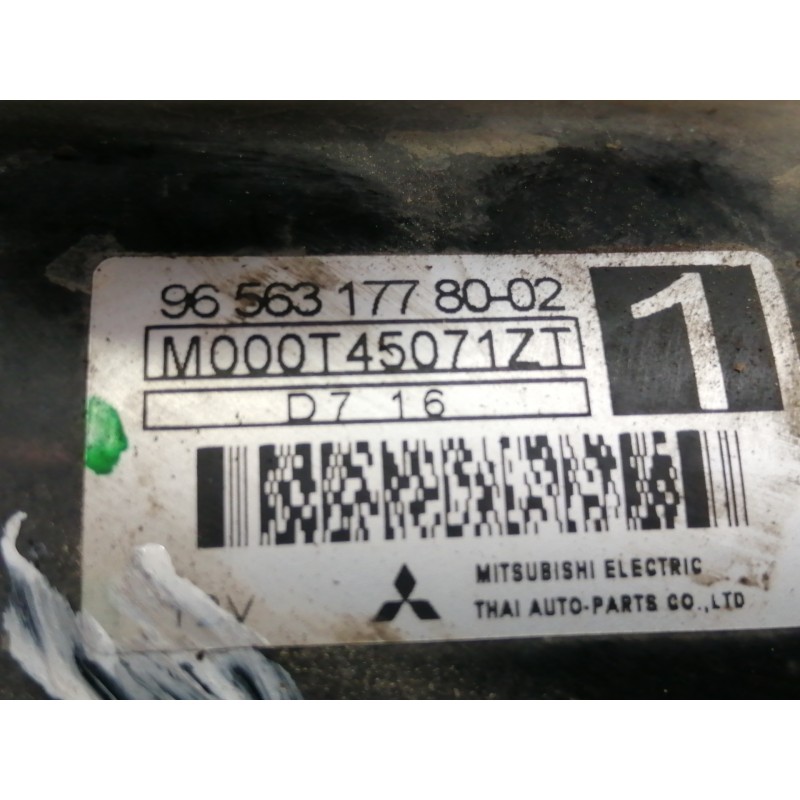 96 563 177 80-02
1
M000T45071ZT
D7 16
MITSUBISHI ELECTRIC
THAI AUTO-PARTS CO.,LTD